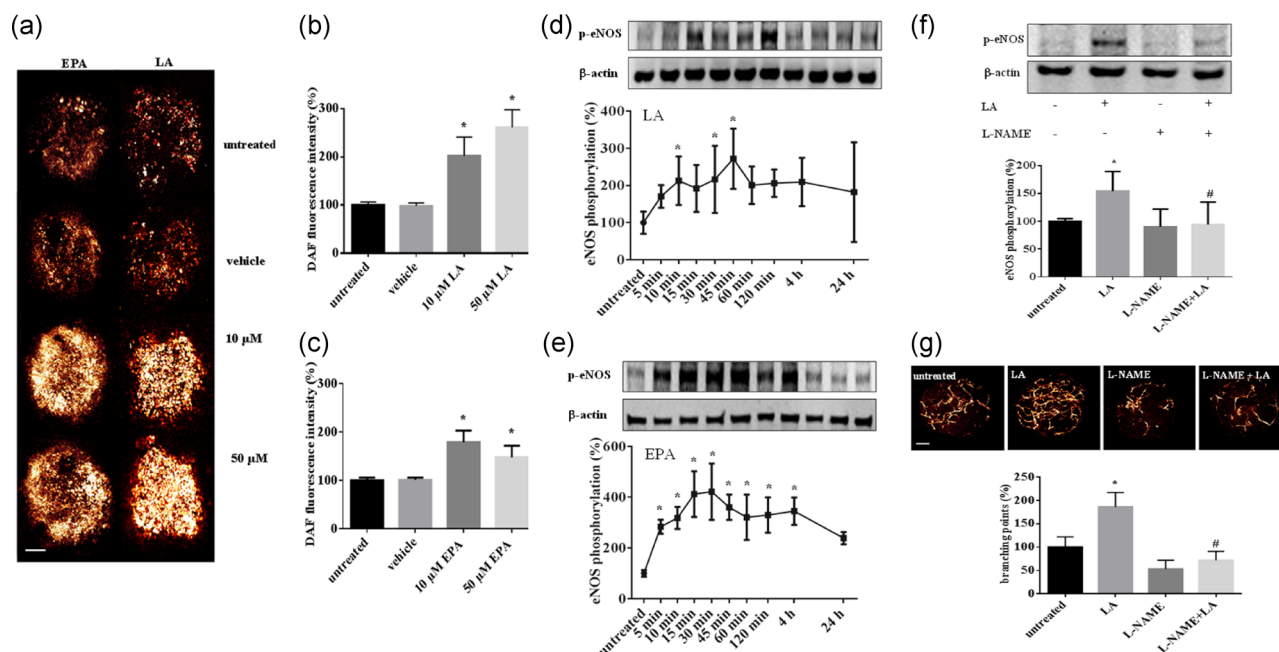 (a)
EPA LA
untreated
vehicle
10 µM
50 µM
(b)
DAF fluorescence intensity (%)
300
200
100
0
*
*
untreated
vehicle
10 µM LA
50 µM LA
(c)
DAF fluorescence intensity (%)
300
200
100
0
*
*
untreated
vehicle
10 µM EPA
50 µM EPA
(d)
p-eNOS
β-actin
LA
eNOS phosphorylation (%)
400
300
200
100
0
* * *
untreated
5 min
10 min
15 min
30 min
45 min
60 min
120 min
4 h
24 h
(e)
p-eNOS
β-actin
EPA
eNOS phosphorylation (%)
600
400
200
0
* * * * * * * *
untreated
5 min
10 min
15 min
30 min
45 min
60 min
120 min
4 h
24 h
(f)
p-eNOS
β-actin
LA - + - +
L-NAME - - + +
eNOS phosphorylation (%)
200
150
100
50
0
*
#
untreated
LA
L-NAME
L-NAME+LA
(g)
untreated LA L-NAME L-NAME + LA
branching points (%)
250
200
150
100
50
0
*
#
untreated
LA
L-NAME
L-NAME+LA